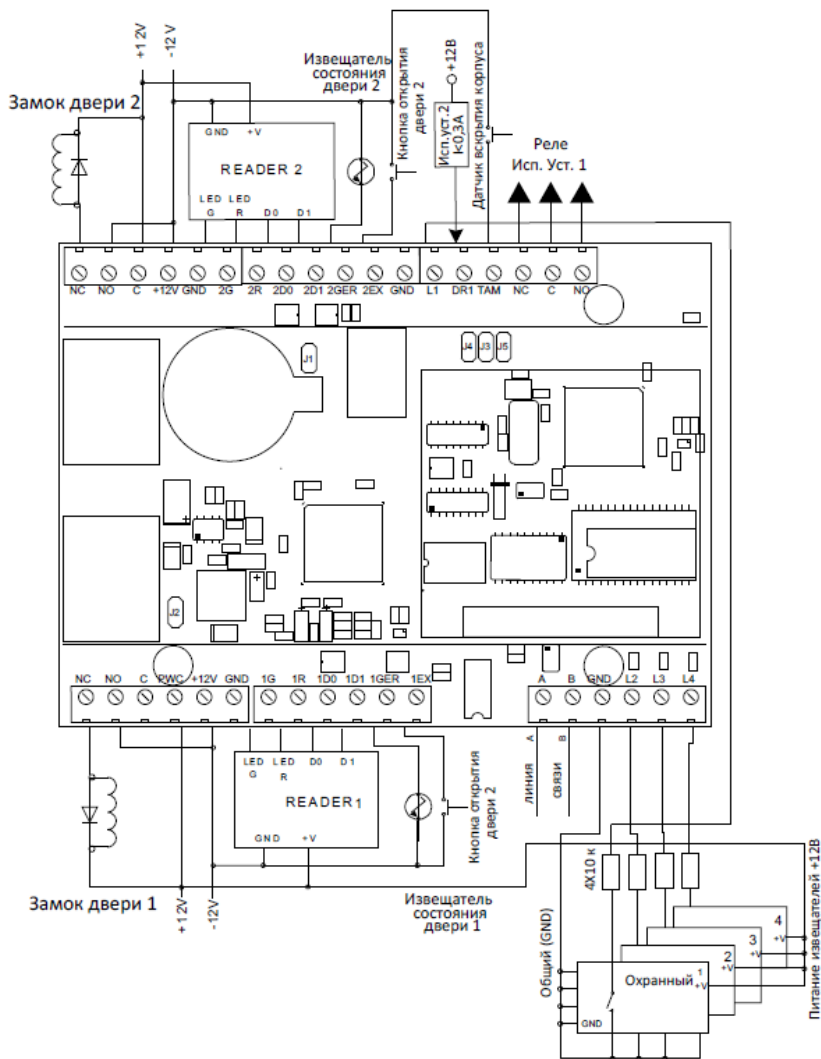 +12V
-12V
Замок двери 2
GND +V
READER 2
LED LED
G R D0 D1
Извещатель
состояния
двери 2
Кнопка открытия
двери 2
+12В
Исп.уст.2
I<0,3А
Датчик вскрытия корпуса
Реле
Исп. Уст. 1
NC NO C +12V GND 2G 2R 2D0 2D1 2GER 2EX GND L1 DR1 TAM NC C NO
J1
J4 J3 J5
J2
NC NO C PWC +12V GND 1G 1R 1D0 1D1 1GER 1EX A B GND L2 L3 L4
LED LED D0 D1
G R
READER1
GND +V
Кнопка открытия
двери 2
A
B
линия
связи
Замок двери 1
+12V
-12V
Извещатель
состояния
двери 1
4X10 к
Общий (GND)
4
+V
3
+V
2
+V
1
Охранный
+V
GND
Питание извещателей +12В